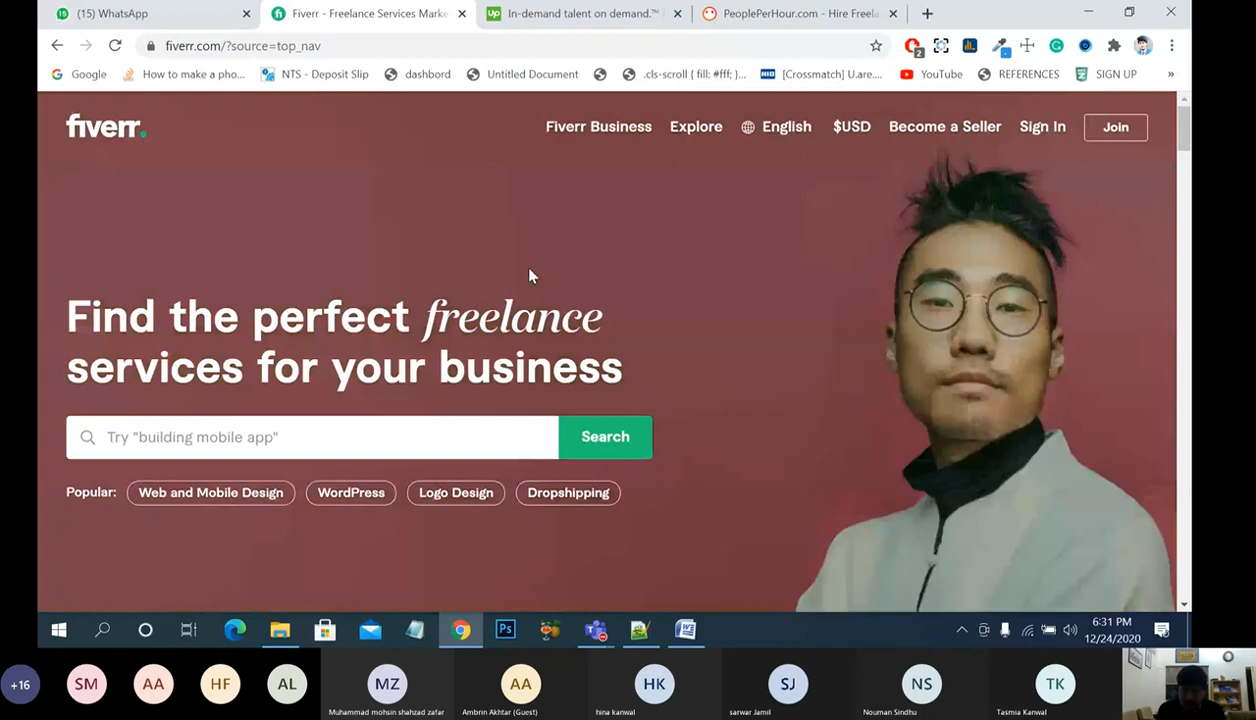 (15) WhatsApp
Fiverr - Freelance Services Marke
In-demand talent on demand.™
PeoplePerHour.com - Hire Freela
fiverr.com/?source=top_nav
2
Google
How to make a pho...
NTS - Deposit Slip
dashbord
Untitled Document
.cls-scroll { fill: #fff; }...
HID
[Crossmatch] U.are....
YouTube
REFERENCES
SIGN UP
»
fiverr.
Fiverr Business
Explore
English
$USD
Become a Seller
Sign In
Join
Find the perfect freelance
services for your business
Try "building mobile app"
Search
Popular:
Web and Mobile Design
WordPress
Logo Design
Dropshipping
Ps
6:31 PM
12/24/2020
+16
SM
AA
HF
AL
MZ
Muhammad mohsin shahzad zafar
AA
Ambrin Akhtar (Guest)
HK
hina kanwal
SJ
sarwar Jamil
NS
Nouman Sindhu
TK
Tasmia Kanwal